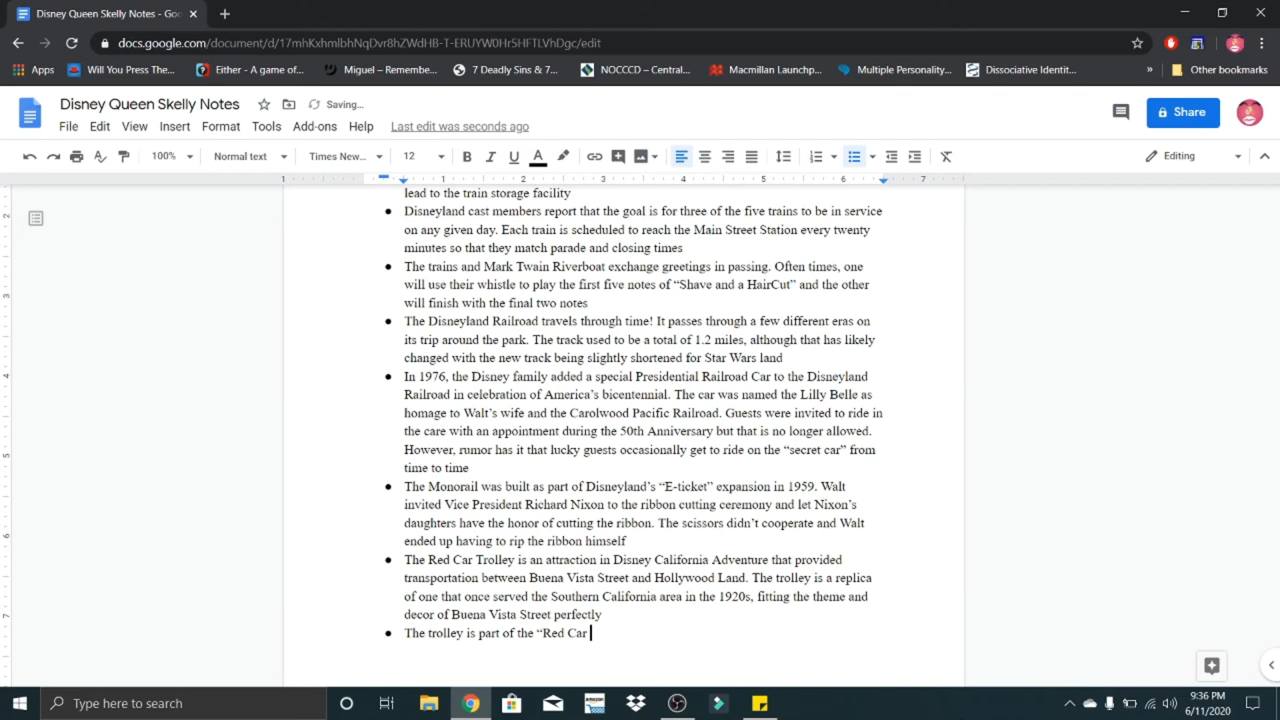 Disney Queen Skelly Notes - Goo
docs.google.com/document/d/17mhKxhmlbhNqDvr8hZWdHB-T-ERUYW0Hr5HFTLVhDgc/edit
Apps Will You Press The... Either - A game of... Miguel – Remembe... 7 Deadly Sins & 7... NOCCCD – Central... Macmillan Launchp... Multiple Personality... Dissociative Identit... » Other bookmarks
Disney Queen Skelly Notes Saving...
Share
File Edit View Insert Format Tools Add-ons Help Last edit was seconds ago
100% Normal text Times New... 12 B I U A Editing
1 1 2 3 4 5 6 7
lead to the train storage facility
● Disneyland cast members report that the goal is for three of the five trains to be in service
on any given day. Each train is scheduled to reach the Main Street Station every twenty
minutes so that they match parade and closing times
● The trains and Mark Twain Riverboat exchange greetings in passing. Often times, one
will use their whistle to play the first five notes of “Shave and a HairCut” and the other
will finish with the final two notes
● The Disneyland Railroad travels through time! It passes through a few different eras on
its trip around the park. The track used to be a total of 1.2 miles, although that has likely
changed with the new track being slightly shortened for Star Wars land
● In 1976, the Disney family added a special Presidential Railroad Car to the Disneyland
Railroad in celebration of America’s bicentennial. The car was named the Lilly Belle as
homage to Walt’s wife and the Carolwood Pacific Railroad. Guests were invited to ride in
the care with an appointment during the 50th Anniversary but that is no longer allowed.
However, rumor has it that lucky guests occasionally get to ride on the “secret car” from
time to time
● The Monorail was built as part of Disneyland’s “E-ticket” expansion in 1959. Walt
invited Vice President Richard Nixon to the ribbon cutting ceremony and let Nixon’s
daughters have the honor of cutting the ribbon. The scissors didn’t cooperate and Walt
ended up having to rip the ribbon himself
● The Red Car Trolley is an attraction in Disney California Adventure that provided
transportation between Buena Vista Street and Hollywood Land. The trolley is a replica
of one that once served the Southern California area in the 1920s, fitting the theme and
decor of Buena Vista Street perfectly
● The trolley is part of the “Red Car
2
3
4
5
6
7
Type here to search
9:36 PM
6/11/2020